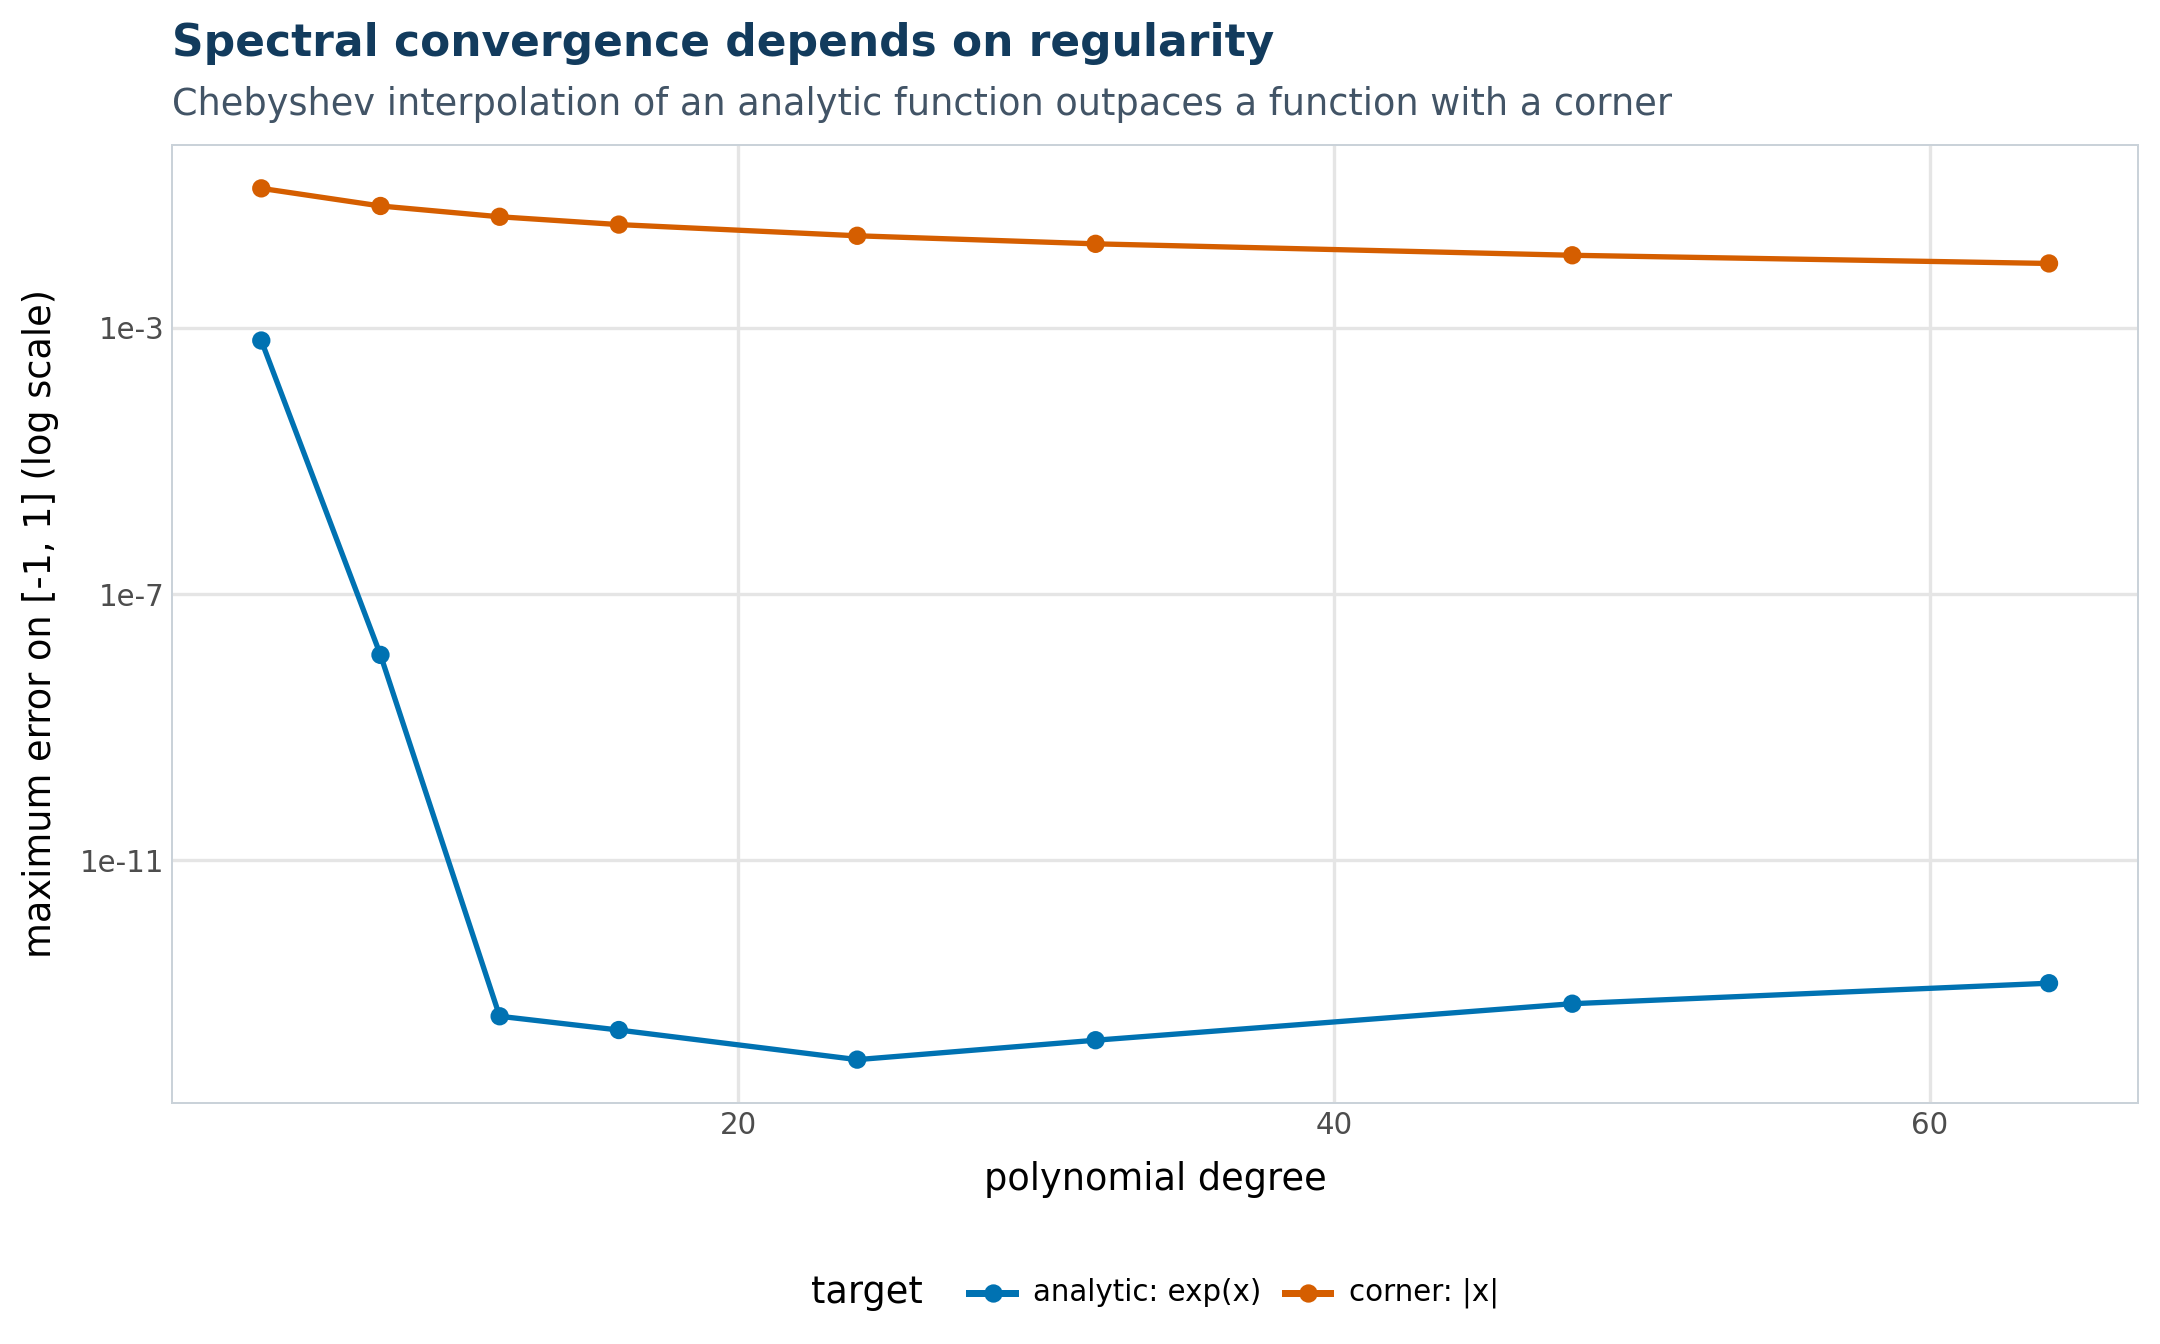 Spectral convergence depends on regularity
Chebyshev interpolation of an analytic function outpaces a function with a corner
maximum error on [-1, 1] (log scale)
1e-3
1e-7
1e-11
20 40 60
polynomial degree
target analytic: exp(x) corner: |x|